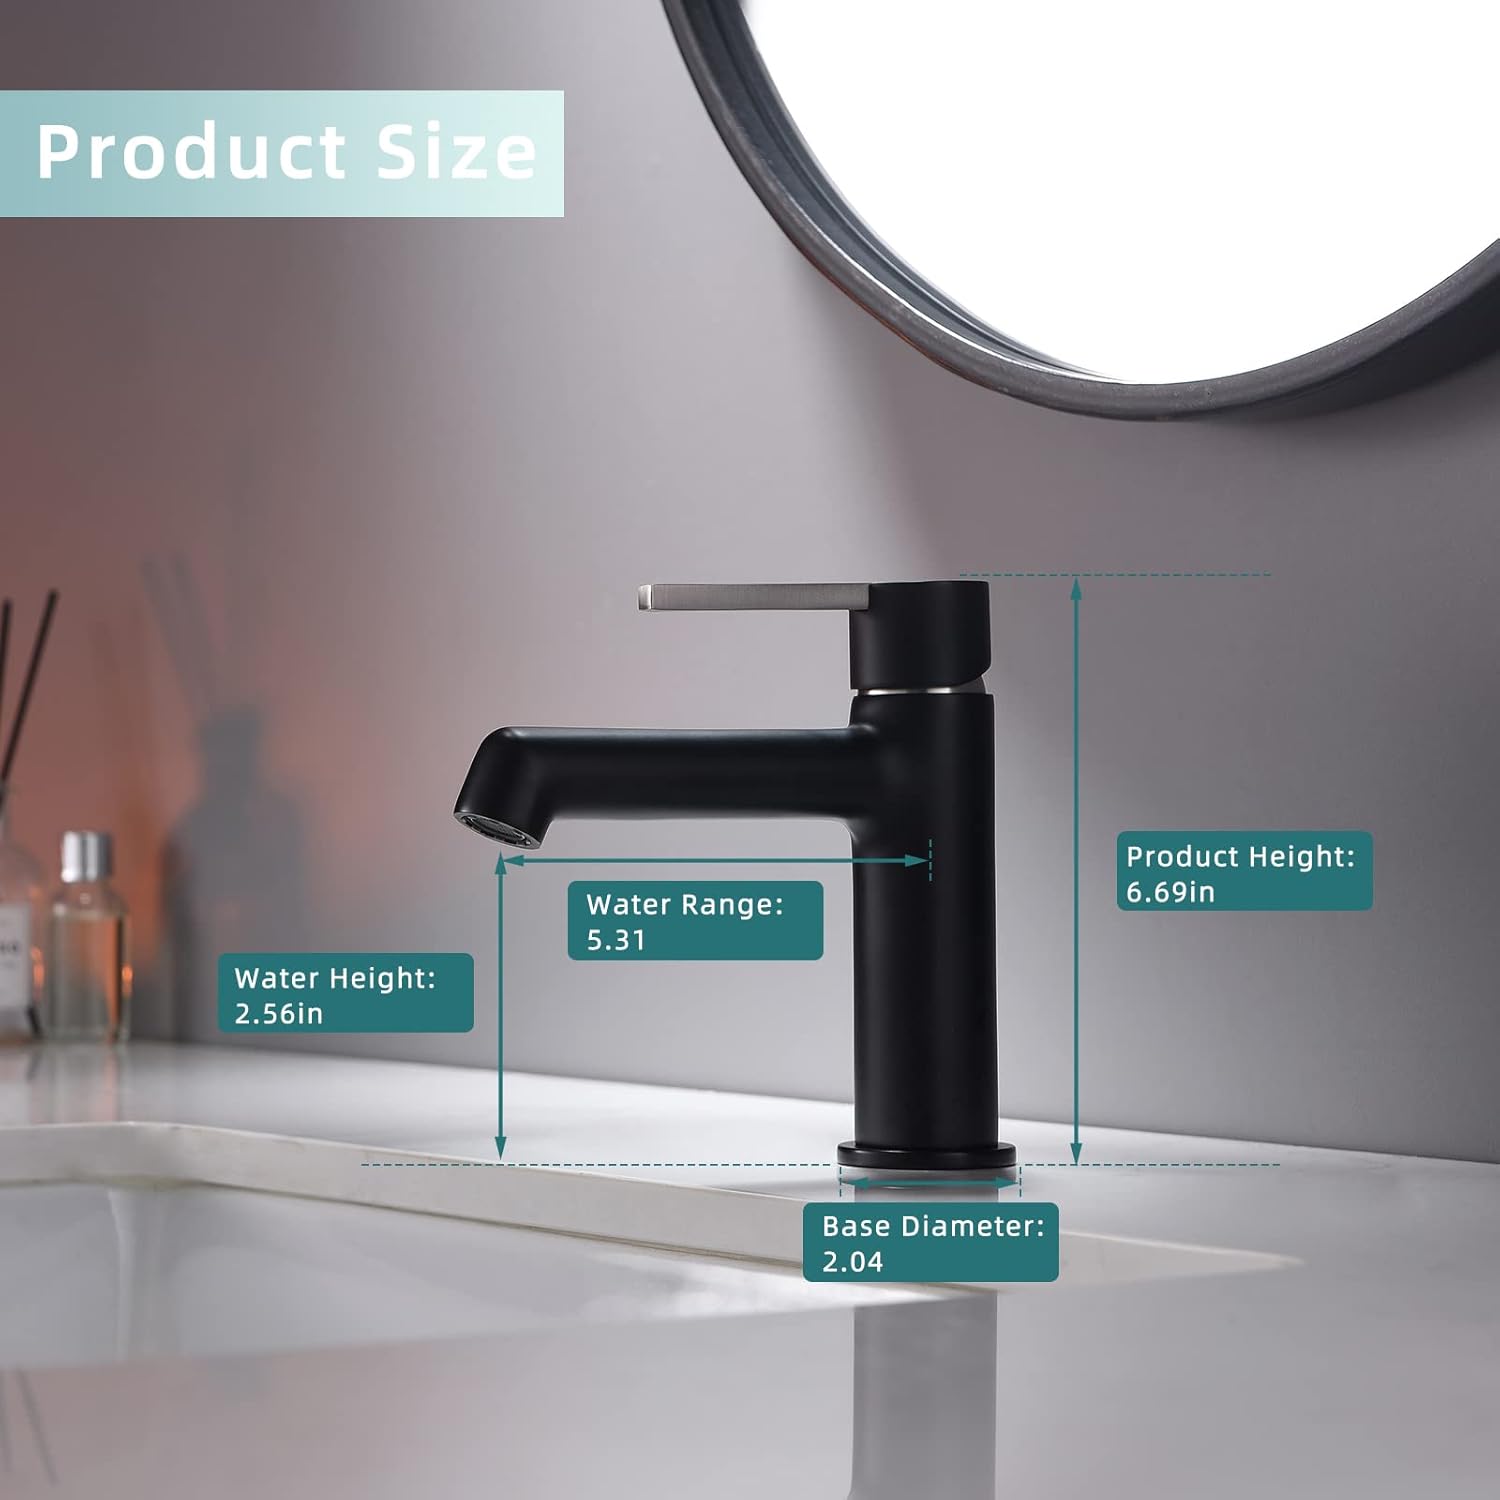 Product Size
Product Height:
6.69in
Water Range:
5.31
Water Height:
2.56in
Base Diameter:
2.04